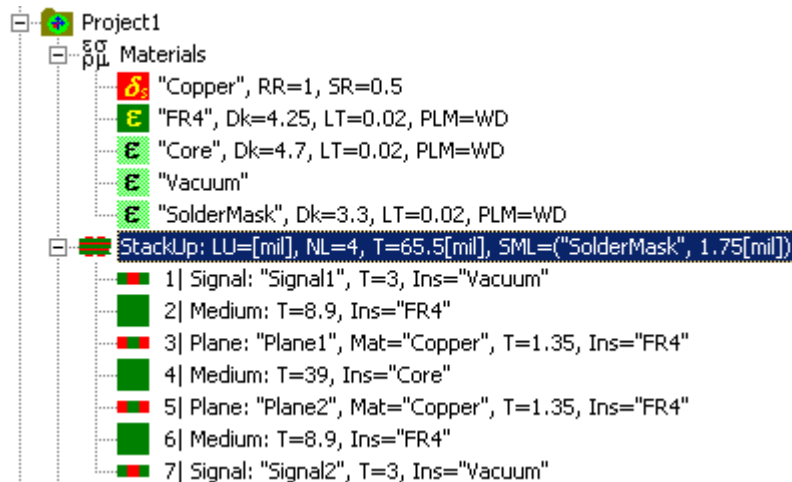 Project1
εσ ρμ Materials
δs "Copper", RR=1, SR=0.5
ε "FR4", Dk=4.25, LT=0.02, PLM=WD
ε "Core", Dk=4.7, LT=0.02, PLM=WD
ε "Vacuum"
ε "SolderMask", Dk=3.3, LT=0.02, PLM=WD
StackUp: LU=[mil], NL=4, T=65.5[mil], SML=("SolderMask", 1.75[mil])
1| Signal: "Signal1", T=3, Ins="Vacuum"
2| Medium: T=8.9, Ins="FR4"
3| Plane: "Plane1", Mat="Copper", T=1.35, Ins="FR4"
4| Medium: T=39, Ins="Core"
5| Plane: "Plane2", Mat="Copper", T=1.35, Ins="FR4"
6| Medium: T=8.9, Ins="FR4"
7| Signal: "Signal2", T=3, Ins="Vacuum"